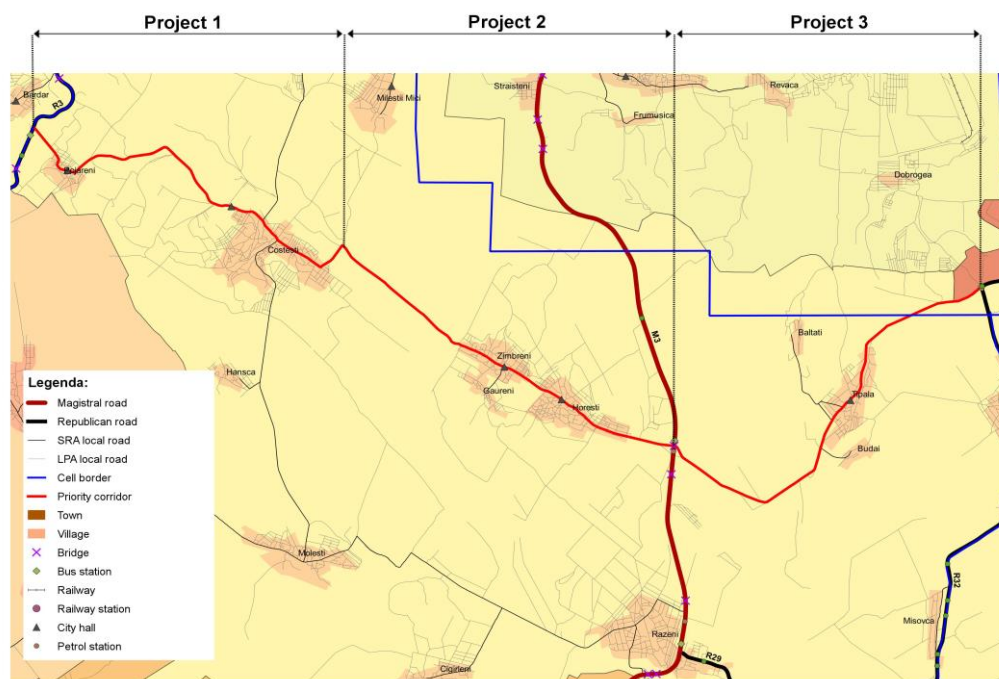 Project 1
Project 2
Project 3
Bardar
R3
Milestii Mici
Straisteni
Revaca
Frumusica
Dobrogea
Costesti
M3
Baltati
Hansca
Zimbreni
Gaureni
Horesti
Tipala
Budai
Molesti
Razeni
R29
R32
Misovca
Cigirleni
Legenda:
Magistral road
Republican road
SRA local road
LPA local road
Cell border
Priority corridor
Town
Village
Bridge
Bus station
Railway
Railway station
City hall
Petrol station